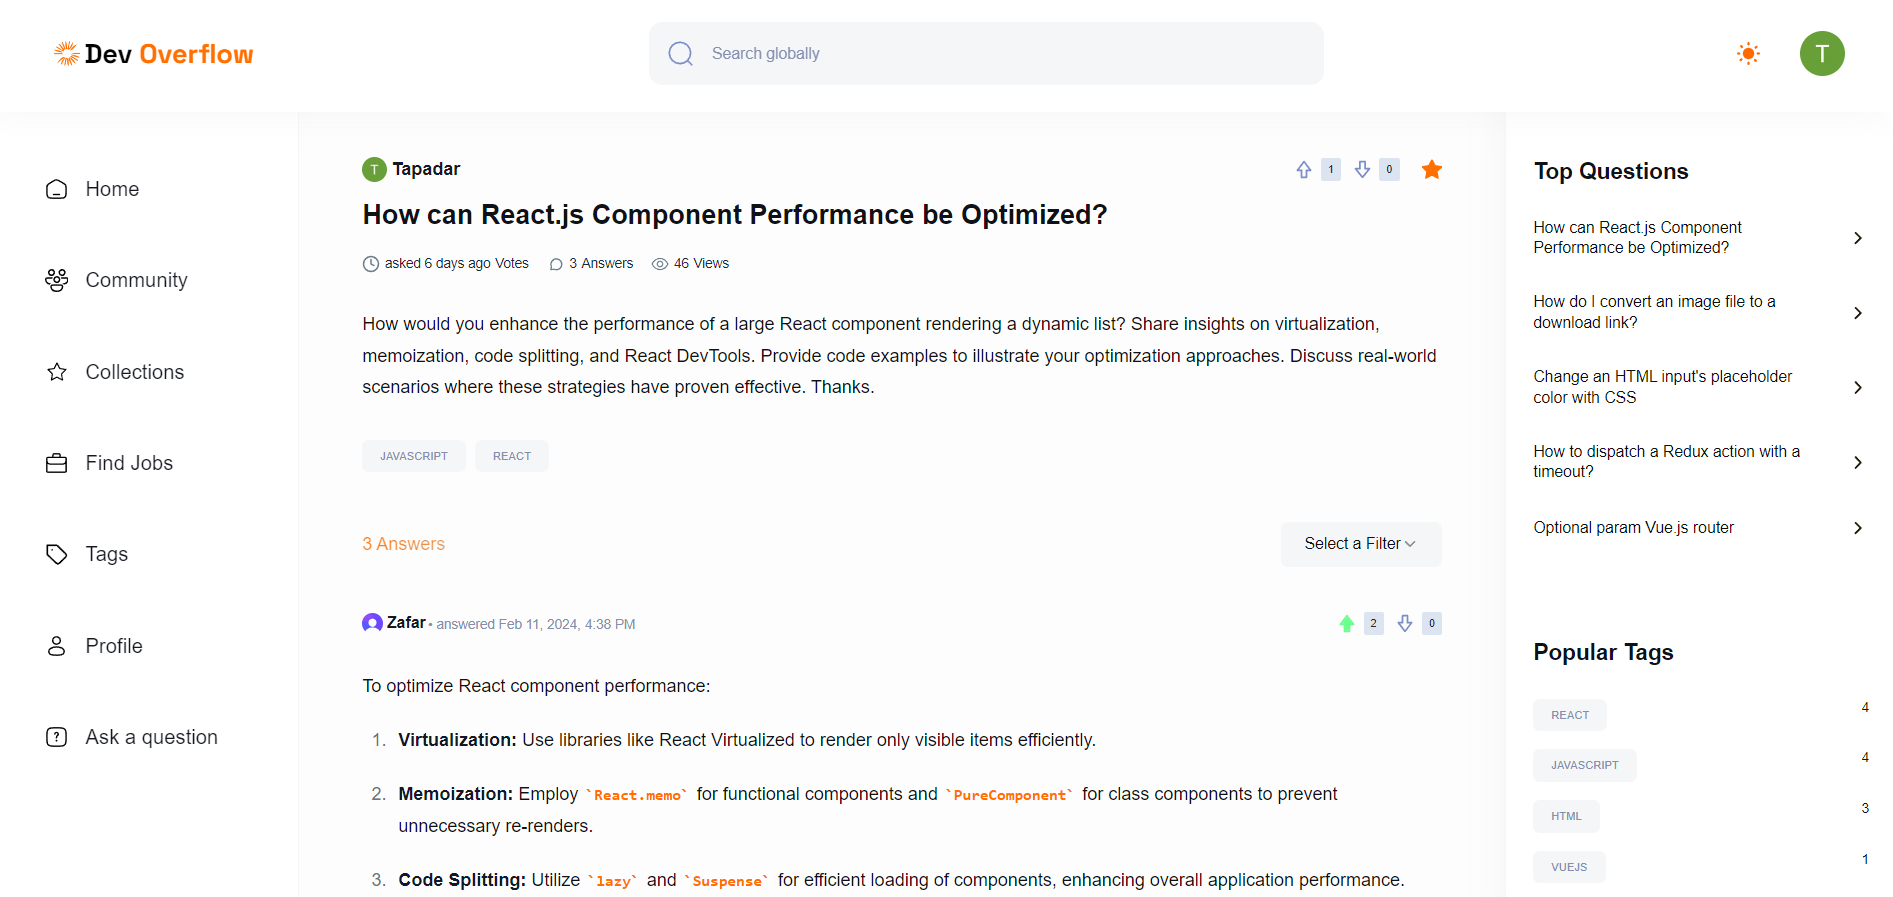 Dev Overflow
Search globally
T
Home
Community
Collections
Find Jobs
Tags
Profile
Ask a question
T Tapadar
1 0
How can React.js Component Performance be Optimized?
asked 6 days ago Votes 3 Answers 46 Views
How would you enhance the performance of a large React component rendering a dynamic list? Share insights on virtualization,
memoization, code splitting, and React DevTools. Provide code examples to illustrate your optimization approaches. Discuss real-world
scenarios where these strategies have proven effective. Thanks.
JAVASCRIPT REACT
3 Answers
Select a Filter
Zafar • answered Feb 11, 2024, 4:38 PM
2 0
To optimize React component performance:
1. Virtualization: Use libraries like React Virtualized to render only visible items efficiently.
2. Memoization: Employ `React.memo` for functional components and `PureComponent` for class components to prevent
unnecessary re-renders.
3. Code Splitting: Utilize `lazy` and `Suspense` for efficient loading of components, enhancing overall application performance.
Top Questions
How can React.js Component
Performance be Optimized?
How do I convert an image file to a
download link?
Change an HTML input's placeholder
color with CSS
How to dispatch a Redux action with a
timeout?
Optional param Vue.js router
Popular Tags
REACT 4
JAVASCRIPT 4
HTML 3
VUEJS 1